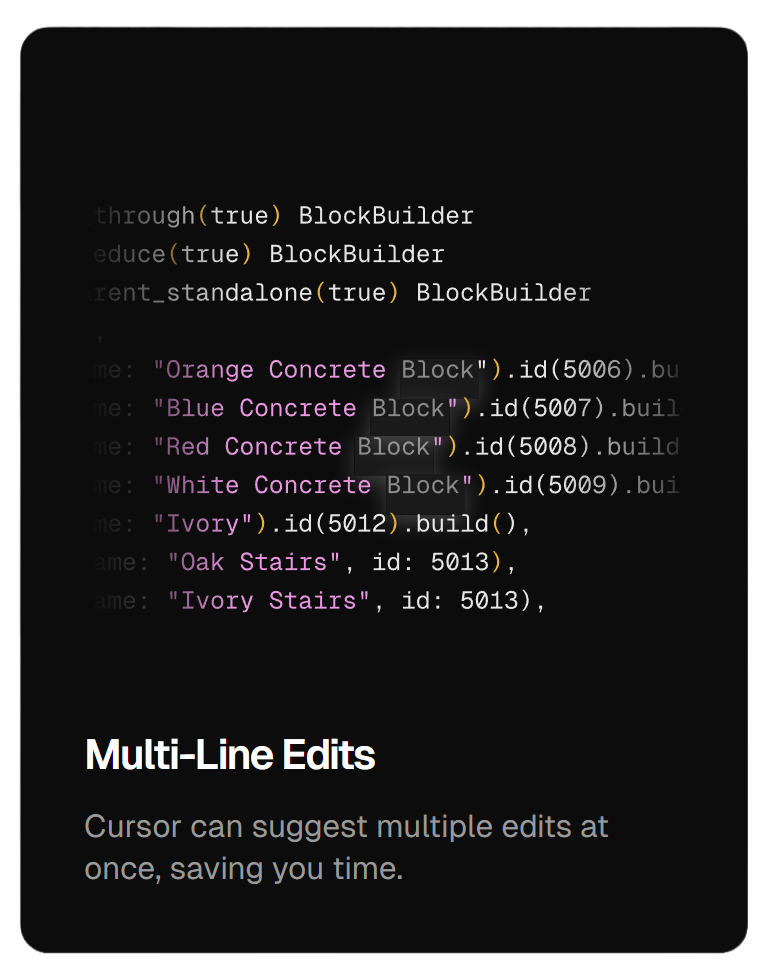 through(true) BlockBuilder
educe(true) BlockBuilder
rent_standalone(true) BlockBuilder
,
me: "Orange Concrete Block").id(5006).bu
me: "Blue Concrete Block").id(5007).buil
me: "Red Concrete Block").id(5008).build
me: "White Concrete Block").id(5009).bui
me: "Ivory").id(5012).build(),
ame: "Oak Stairs", id: 5013),
ame: "Ivory Stairs", id: 5013),
Multi-Line Edits
Cursor can suggest multiple edits at
once, saving you time.